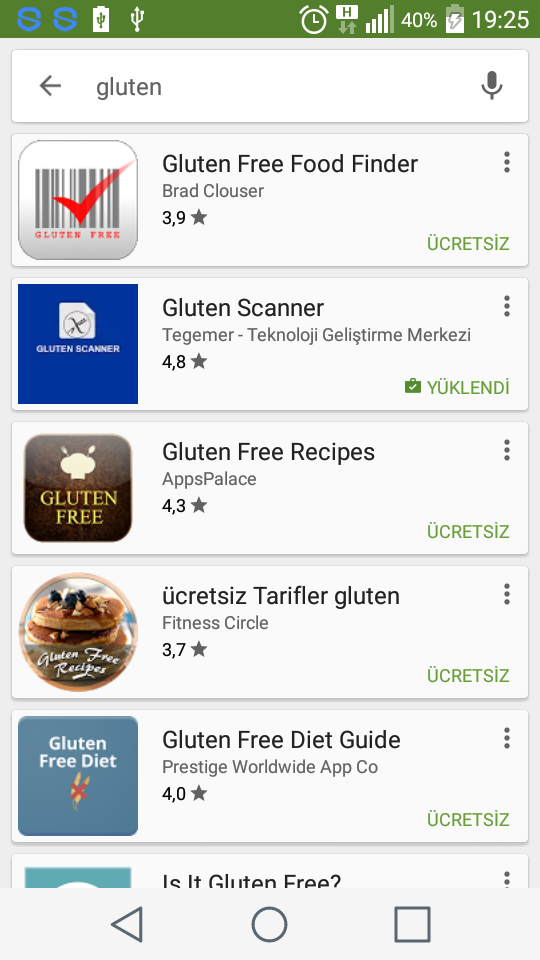 H
40%
19:25
gluten
GLUTEN FREE
Gluten Free Food Finder
Brad Clouser
3,9
ÜCRETSİZ
GLUTEN SCANNER
Gluten Scanner
Tegemer - Teknoloji Geliştirme Merkezi
4,8
YÜKLENDİ
GLUTEN
FREE
Gluten Free Recipes
AppsPalace
4,3
ÜCRETSİZ
Gluten Free
Recipes
ücretsiz Tarifler gluten
Fitness Circle
3,7
ÜCRETSİZ
Gluten
Free Diet
Gluten Free Diet Guide
Prestige Worldwide App Co
4,0
ÜCRETSİZ
Is It Gluten Free?